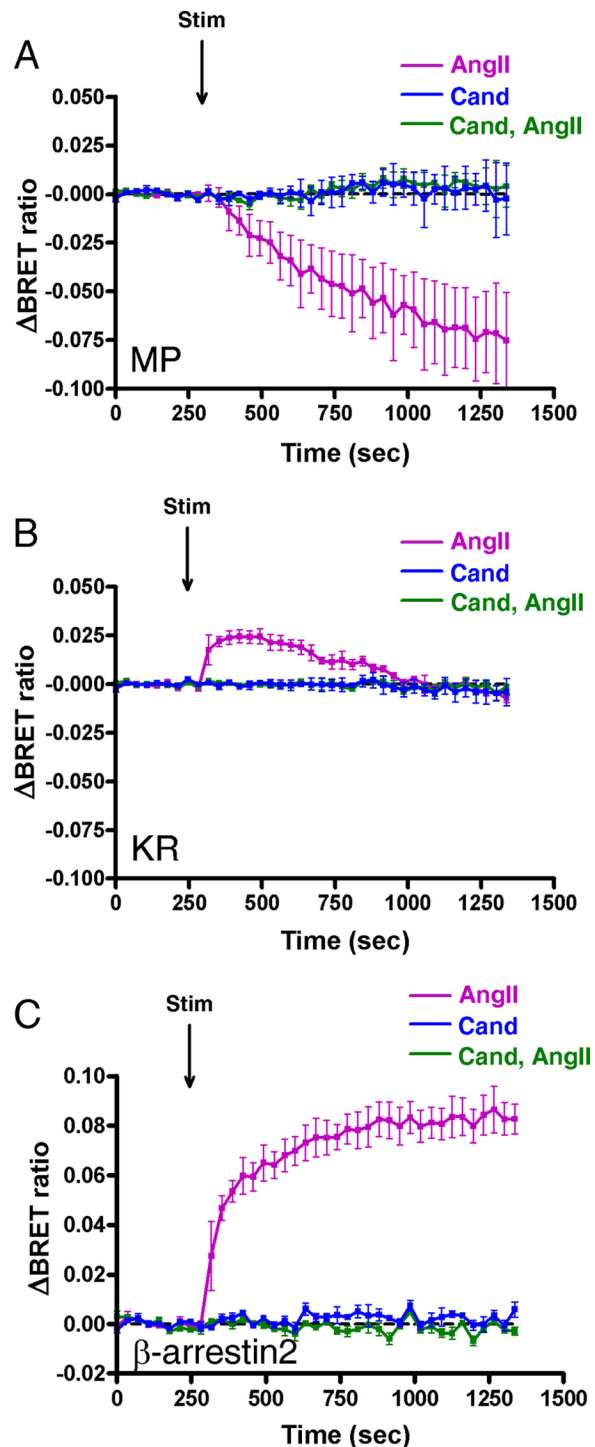 Stim
A
AngII
Cand
Cand, AngII
0.050
0.025
-0.000
-0.025
-0.050
-0.075
-0.100
ΔBRET ratio
MP
0 250 500 750 1000 1250 1500
Time (sec)
Stim
B
AngII
Cand
Cand, AngII
0.050
0.025
-0.000
-0.025
-0.050
-0.075
-0.100
ΔBRET ratio
KR
0 250 500 750 1000 1250 1500
Time (sec)
Stim
C
AngII
Cand
Cand, AngII
0.10
0.08
0.06
0.04
0.02
0.00
-0.02
ΔBRET ratio
β-arrestin2
0 250 500 750 1000 1250 1500
Time (sec)